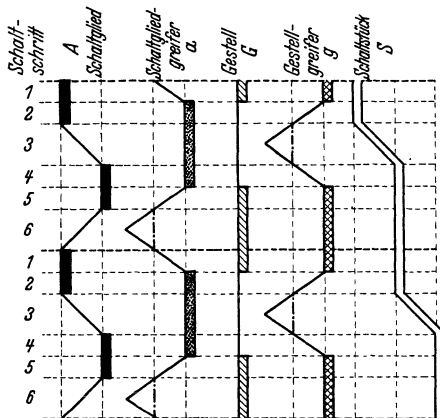 Schalt-
schritt
A
Schaltglied
Schaltglied-
greifer
a
Gestell
G
Gestell-
greifer
g
Schaltstück
S
1
2
3
4
5
6
1
2
3
4
5
6